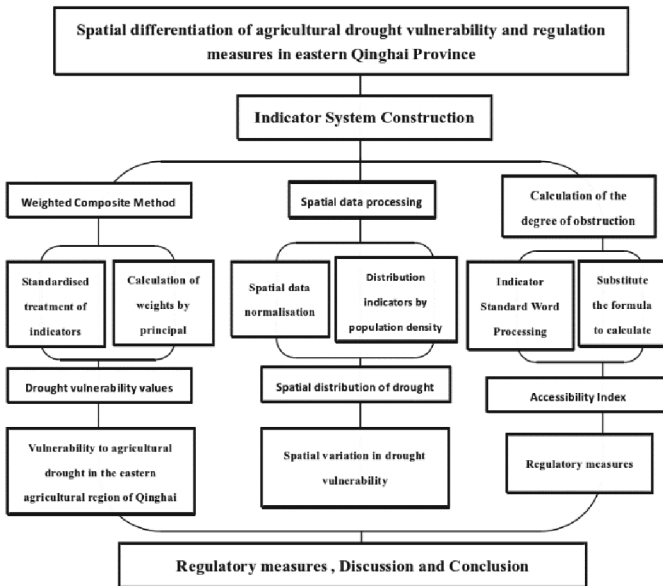 Spatial differentiation of agricultural drought vulnerability and regulation
measures in eastern Qinghai Province
Indicator System Construction
Weighted Composite Method
Spatial data processing
Calculation of the
degree of obstruction
Standardised
treatment of
indicators
Calculation of
weights by
principal
Spatial data
normalisation
Distribution
indicators by
population density
Indicator
Standard Word
Processing
Substitute
the formula
to calculate
Drought vulnerability values
Spatial distribution of drought
Accessibility Index
Vulnerability to agricultural
drought in the eastern
agricultural region of Qinghai
Spatial variation in drought
vulnerability
Regulatory measures
Regulatory measures , Discussion and Conclusion